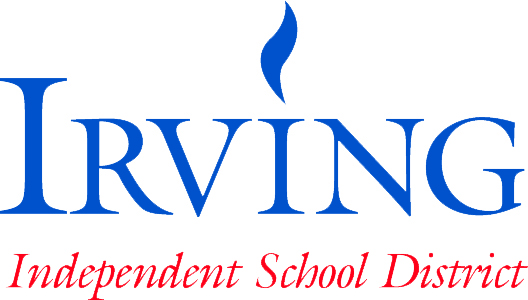 IRVING
Independent School District